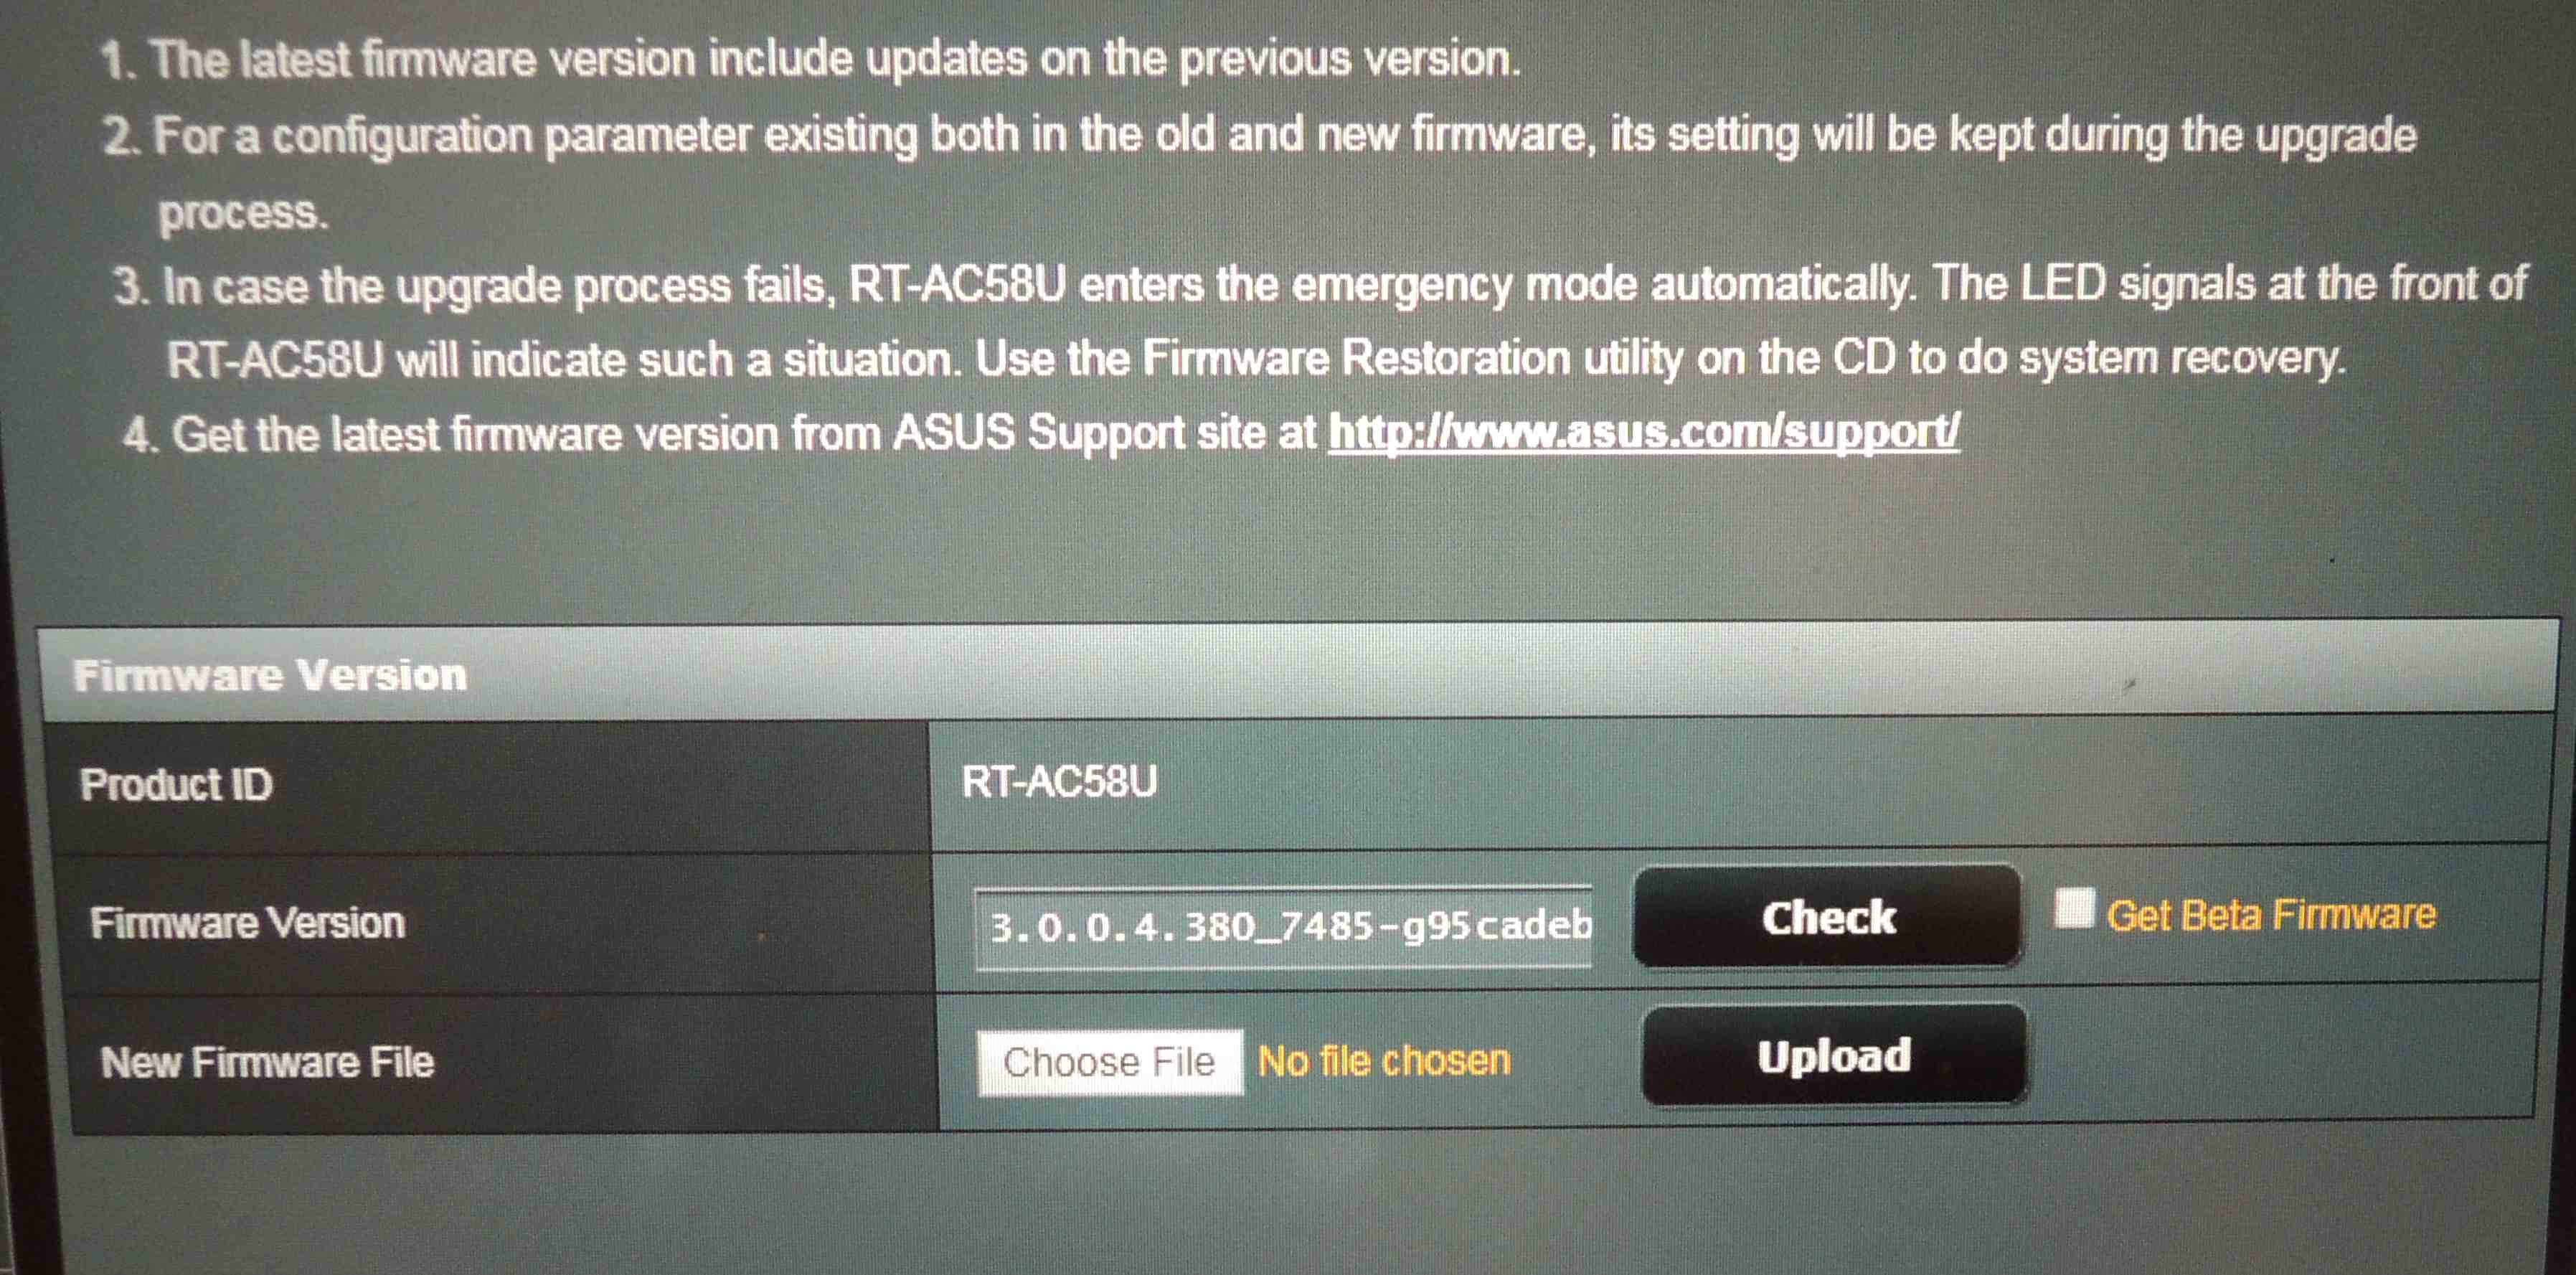 1. The latest firmware version include updates on the previous version.
2. For a configuration parameter existing both in the old and new firmware, its setting will be kept during the upgrade
process.
3. In case the upgrade process fails, RT-AC58U enters the emergency mode automatically. The LED signals at the front of
RT-AC58U will indicate such a situation. Use the Firmware Restoration utility on the CD to do system recovery.
4. Get the latest firmware version from ASUS Support site at http://www.asus.com/support/
Firmware Version
Product ID RT-AC58U
Firmware Version 3.0.0.4.380_7485-g95cadeb Check Get Beta Firmware
New Firmware File Choose File No file chosen Upload